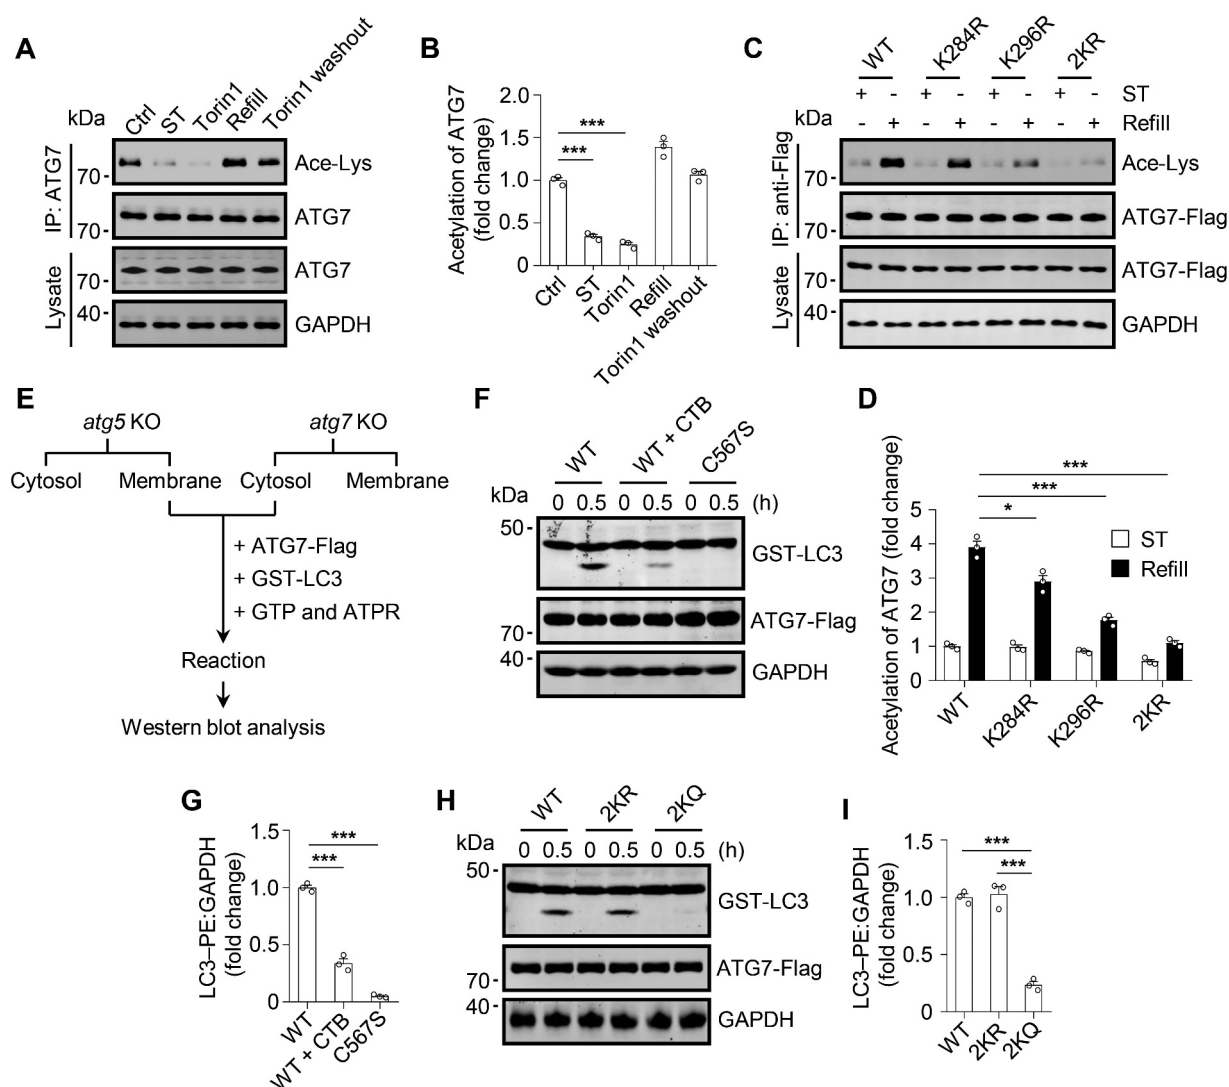 A
kDa
Ctrl
ST
Torin1
Refill
Torin1 washout
IP: ATG7
70
Ace-Lys
70
ATG7
Lysate
70
ATG7
40
GAPDH
B
Acetylation of ATG7
(fold change)
2.0
1.5
1.0
0.5
0
***
***
Ctrl
ST
Torin1
Refill
Torin1 washout
C
WT
K284R
K296R
2KR
+ - + - + - + - ST
kDa
- + - + - + - + Refill
IP: anti-Flag
70
Ace-Lys
70
ATG7-Flag
Lysate
70
ATG7-Flag
40
GAPDH
E
atg5 KO
atg7 KO
Cytosol
Membrane
Cytosol
Membrane
+ ATG7-Flag
+ GST-LC3
+ GTP and ATPR
Reaction
Western blot analysis
F
WT
WT + CTB
C567S
kDa
0 0.5 0 0.5 0 0.5 (h)
50
GST-LC3
70
ATG7-Flag
40
GAPDH
D
Acetylation of ATG7 (fold change)
5
4
3
2
1
0
***
***
*
ST
Refill
WT
K284R
K296R
2KR
G
LC3–PE:GAPDH
(fold change)
1.5
1.0
0.5
0
***
***
WT
WT + CTB
C567S
H
WT
2KR
2KQ
kDa
0 0.5 0 0.5 0 0.5 (h)
50
GST-LC3
70
ATG7-Flag
40
GAPDH
I
LC3–PE:GAPDH
(fold change)
1.5
1.0
0.5
0
***
***
WT
2KR
2KQ